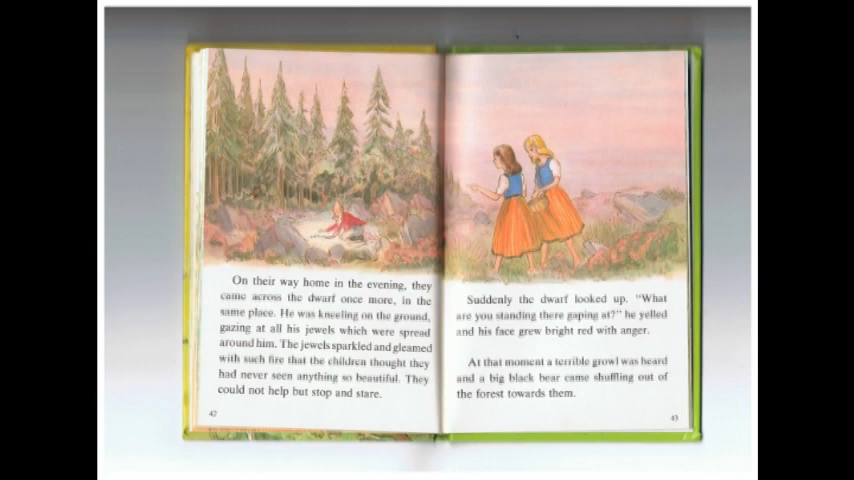 On their way home in the evening, they
came across the dwarf once more, in the
same place. He was kneeling on the ground,
gazing at all his jewels which were spread
around him. The jewels sparkled and gleamed
with such fire that the children thought they
had never seen anything so beautiful. They
could not help but stop and stare.
42
Suddenly the dwarf looked up. "What
are you standing there gaping at?" he yelled
and his face grew bright red with anger.
At that moment a terrible growl was heard
and a big black bear came shuffling out of
the forest towards them.
43